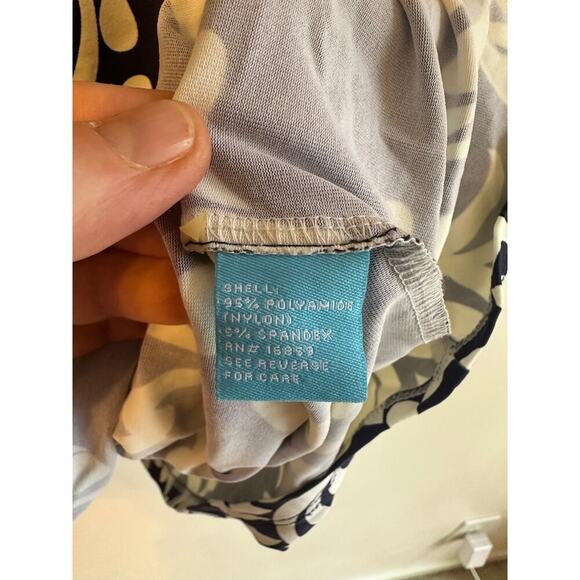 SHELL:
95% POLYAMIDE
(NYLON)
5% SPANDEX
RN# 16859
SEE REVERSE
FOR CARE